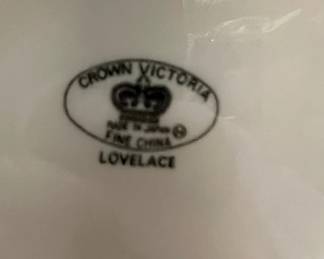 CROWN VICTORIA
MADE IN JAPAN
FINE CHINA
LOVELACE